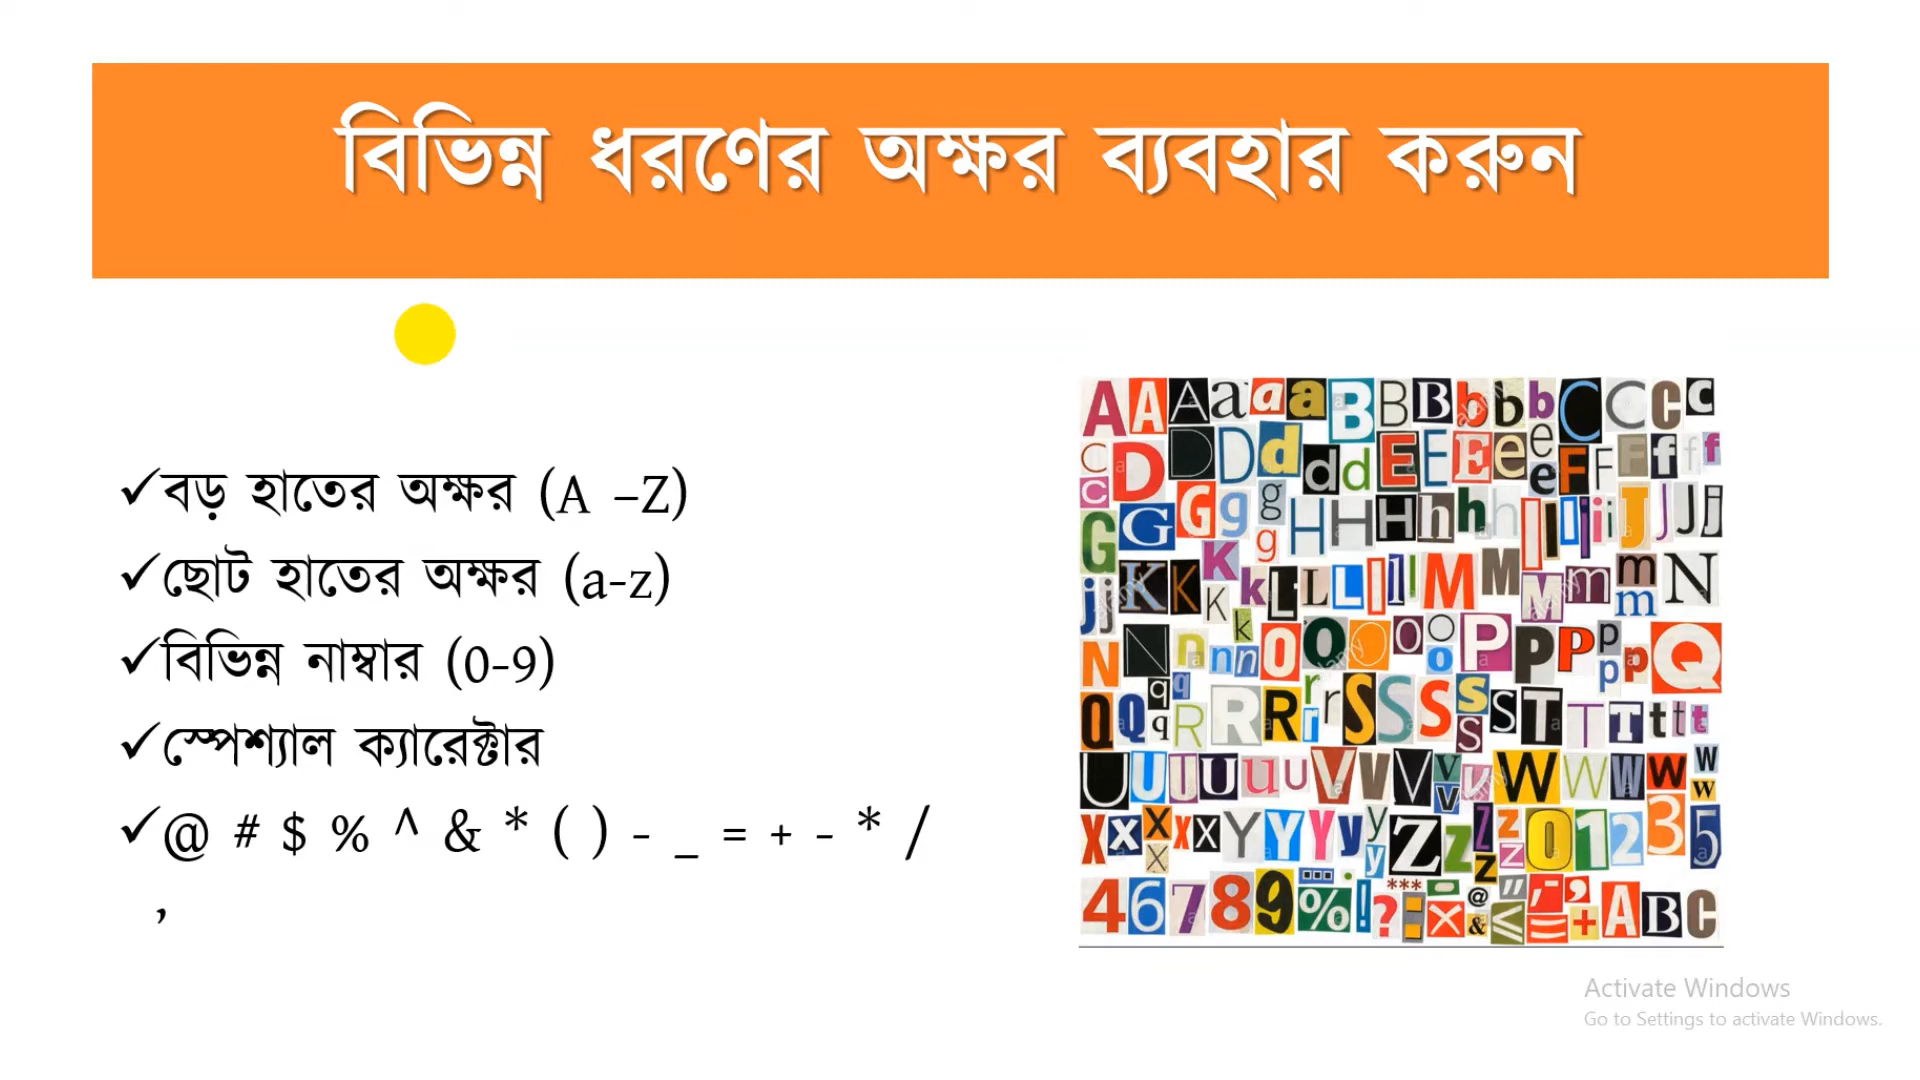 বিভিন্ন ধরণের অক্ষর ব্যবহার করুন
✓বড় হাতের অক্ষর (A –Z)
✓ছোট হাতের অক্ষর (a-z)
✓বিভিন্ন নাম্বার (0-9)
✓স্পেশ্যাল ক্যারেক্টার
✓@ # $ % ^ & * ( ) - _ = + - * /
,
Activate Windows
Go to Settings to activate Windows.